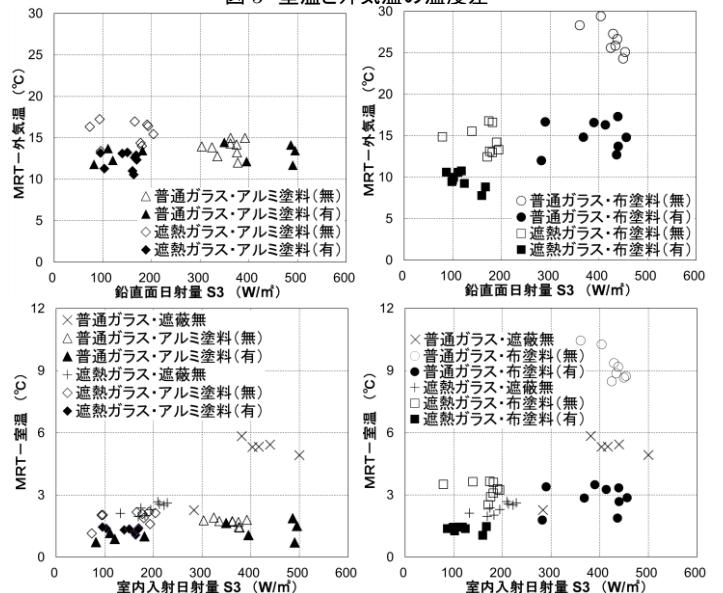 30
25
20
15
10
5
0
MRT－外気温 （℃）
△普通ガラス・アルミ塗料（無）
▲普通ガラス・アルミ塗料（有）
◇遮熱ガラス・アルミ塗料（無）
◆遮熱ガラス・アルミ塗料（有）
0 100 200 300 400 500 600
鉛直面日射量 S3 （W/㎡）
30
25
20
15
10
5
0
MRT－外気温 （℃）
○普通ガラス・布塗料（無）
●普通ガラス・布塗料（有）
□遮熱ガラス・布塗料（無）
■遮熱ガラス・布塗料（有）
0 100 200 300 400 500 600
鉛直面日射量 S3 （W/㎡）
12
9
6
3
0
MRT－室温 （℃）
×普通ガラス・遮蔽無
△普通ガラス・アルミ塗料（無）
▲普通ガラス・アルミ塗料（有）
＋遮熱ガラス・遮蔽無
◇遮熱ガラス・アルミ塗料（無）
◆遮熱ガラス・アルミ塗料（有）
0 100 200 300 400 500 600
室内入射日射量 S3 （W/㎡）
12
9
6
3
0
MRT－室温 （℃）
×普通ガラス・遮蔽無
○普通ガラス・布塗料（無）
●普通ガラス・布塗料（有）
＋遮熱ガラス・遮蔽無
□遮熱ガラス・布塗料（無）
■遮熱ガラス・布塗料（有）
0 100 200 300 400 500 600
室内入射日射量 S3 （W/㎡）